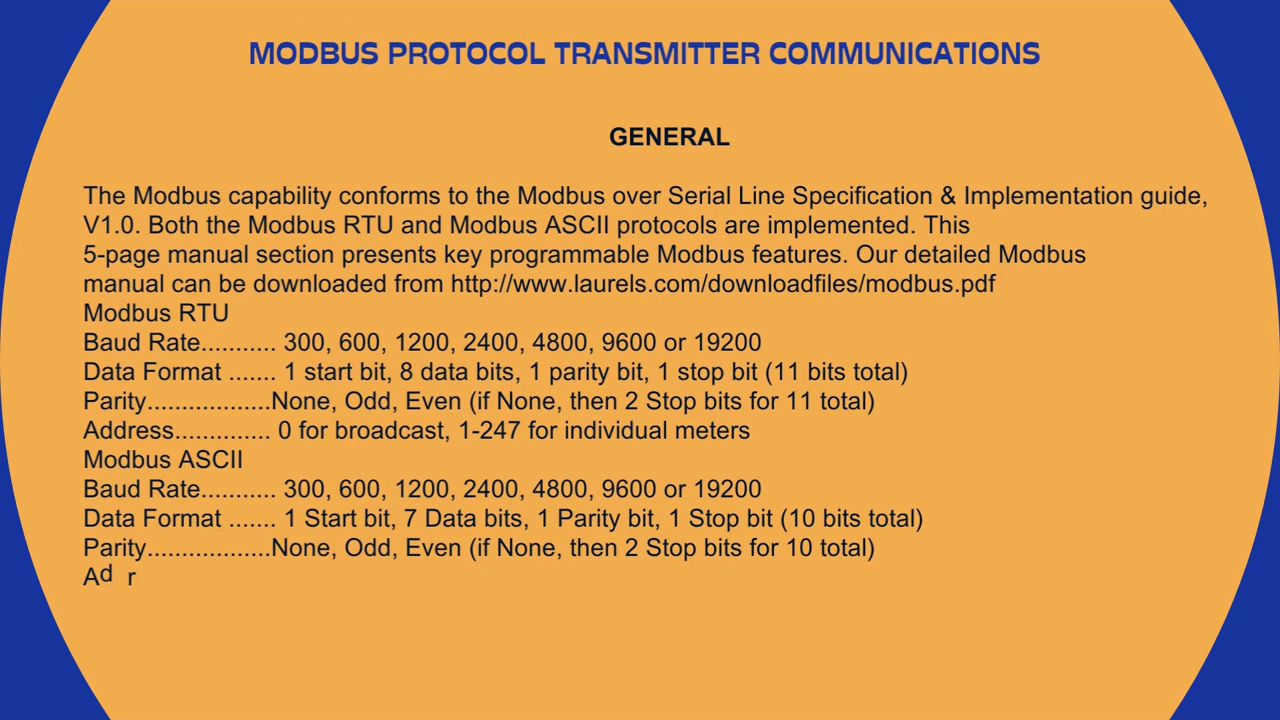 MODBUS PROTOCOL TRANSMITTER COMMUNICATIONS
GENERAL
The Modbus capability conforms to the Modbus over Serial Line Specification & Implementation guide,
V1.0. Both the Modbus RTU and Modbus ASCII protocols are implemented. This
5-page manual section presents key programmable Modbus features. Our detailed Modbus
manual can be downloaded from http://www.laurels.com/downloadfiles/modbus.pdf
Modbus RTU
Baud Rate........... 300, 600, 1200, 2400, 4800, 9600 or 19200
Data Format ....... 1 start bit, 8 data bits, 1 parity bit, 1 stop bit (11 bits total)
Parity..................None, Odd, Even (if None, then 2 Stop bits for 11 total)
Address.............. 0 for broadcast, 1-247 for individual meters
Modbus ASCII
Baud Rate........... 300, 600, 1200, 2400, 4800, 9600 or 19200
Data Format ....... 1 Start bit, 7 Data bits, 1 Parity bit, 1 Stop bit (10 bits total)
Parity..................None, Odd, Even (if None, then 2 Stop bits for 10 total)
Ad r